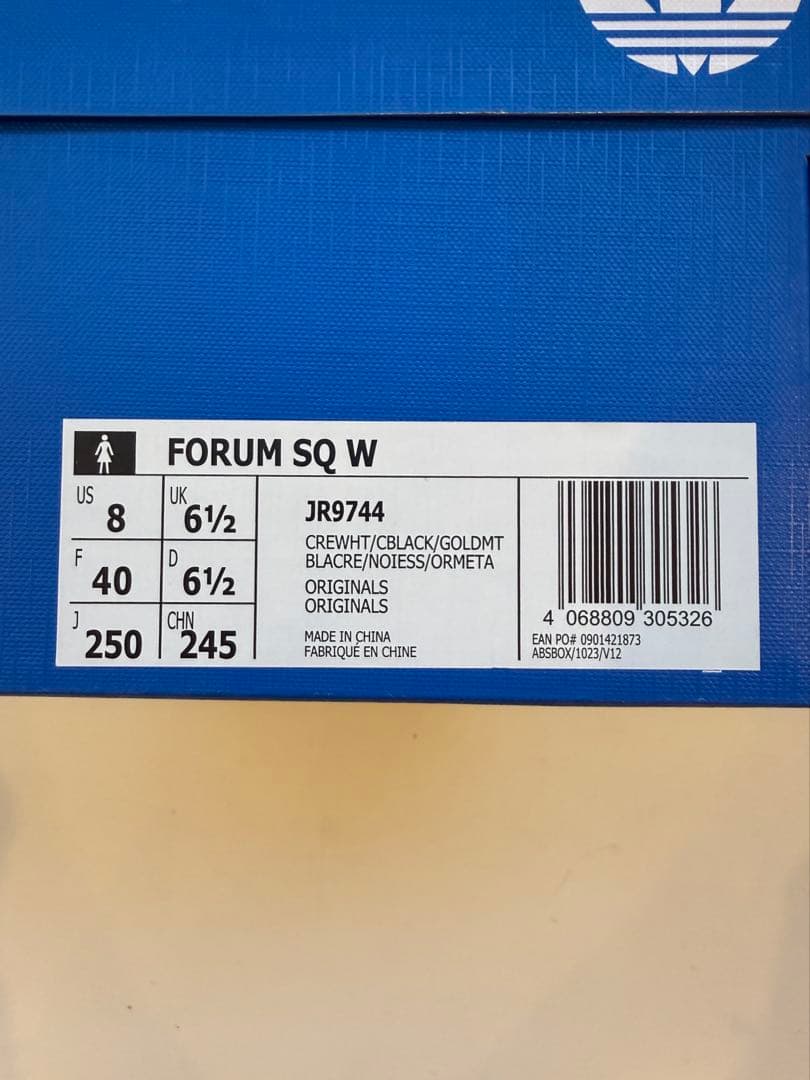 FORUM SQ W
US 8 UK 6½
F 40 D 6½
J 250 CHN 245
JR9744
CREWHT/CBLACK/GOLDMT
BLACRE/NOIESS/ORMETA
ORIGINALS
ORIGINALS
MADE IN CHINA
FABRIQUÉ EN CHINE
4 068809 305326
EAN PO# 0901421873
ABSBOX/1023/V12